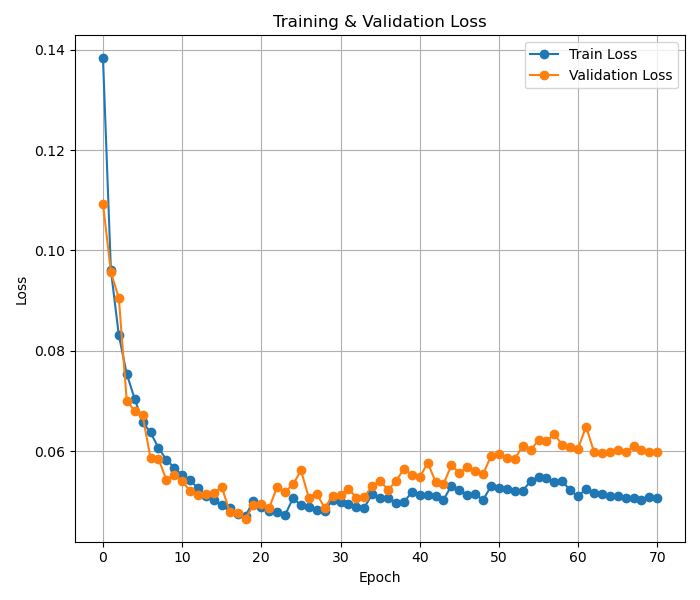 Training & Validation Loss
Train Loss
Validation Loss
0.14
0.12
0.10
0.08
0.06
Loss
0 10 20 30 40 50 60 70
Epoch